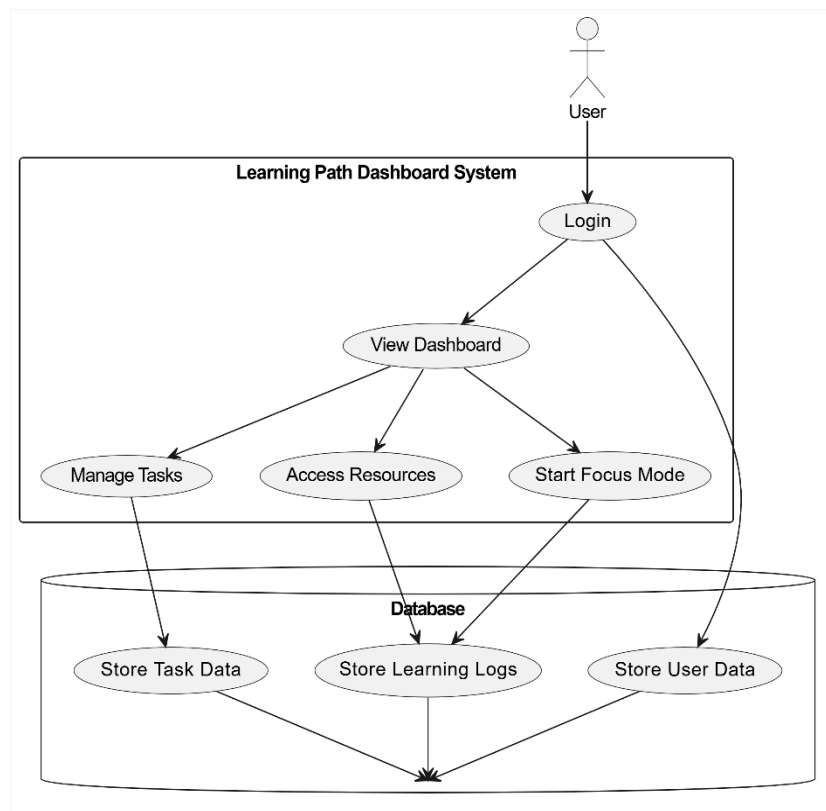 User
Learning Path Dashboard System
Login
View Dashboard
Manage Tasks
Access Resources
Start Focus Mode
Database
Store Task Data
Store Learning Logs
Store User Data